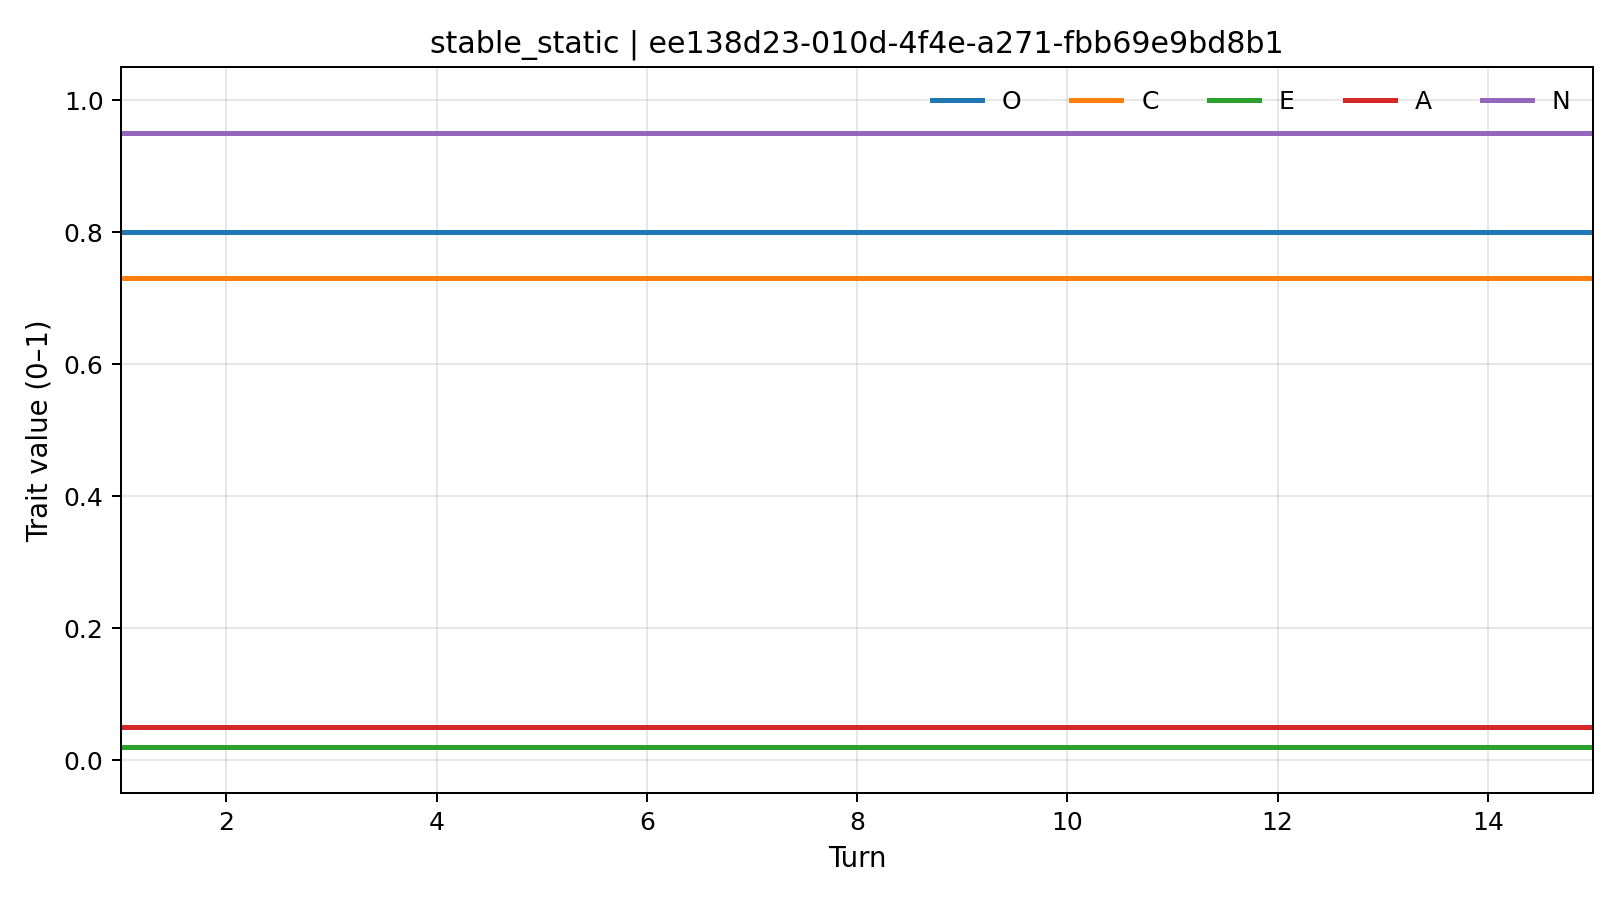 stable_static | ee138d23-010d-4f4e-a271-fbb69e9bd8b1
O C E A N
1.0
0.8
0.6
0.4
0.2
0.0
Trait value (0–1)
2 4 6 8 10 12 14
Turn